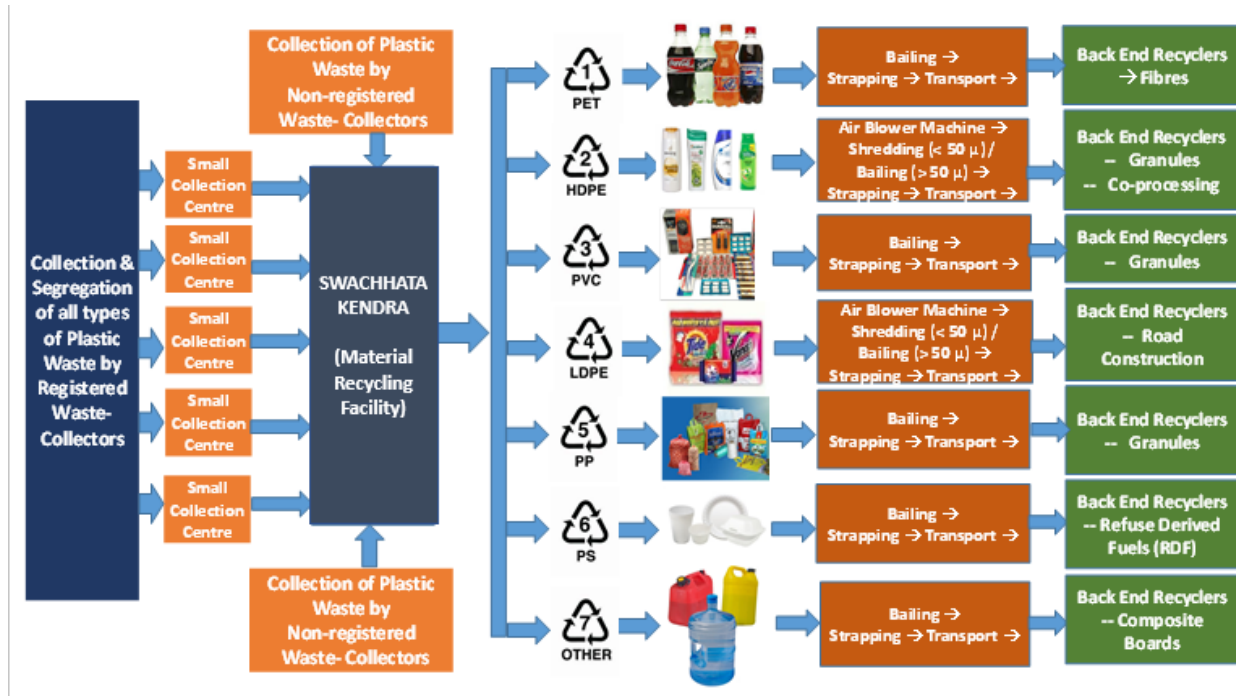 Collection &
Segregation
of all types
of Plastic
Waste by
Registered
Waste-
Collectors
Small
Collection
Centre
Small
Collection
Centre
Small
Collection
Centre
Small
Collection
Centre
Small
Collection
Centre
Collection of Plastic
Waste by
Non-registered
Waste- Collectors
SWACHHATA
KENDRA
(Material
Recycling
Facility)
Collection of Plastic
Waste by
Non-registered
Waste- Collectors
1
PET
Bailing →
Strapping → Transport →
Back End Recyclers
→ Fibres
2
HDPE
Air Blower Machine →
Shredding (< 50 µ) /
Bailing (> 50 µ) →
Strapping → Transport →
Back End Recyclers
-- Granules
-- Co-processing
3
PVC
Bailing →
Strapping → Transport →
Back End Recyclers
-- Granules
4
LDPE
Tide
Vanish
Air Blower Machine →
Shredding (< 50 µ) /
Bailing (> 50 µ) →
Strapping → Transport →
Back End Recyclers
-- Road
Construction
5
PP
Bailing →
Strapping → Transport →
Back End Recyclers
-- Granules
6
PS
Bailing →
Strapping → Transport →
Back End Recyclers
-- Refuse Derived
Fuels (RDF)
7
OTHER
Bailing →
Strapping → Transport →
Back End Recyclers
-- Composite
Boards